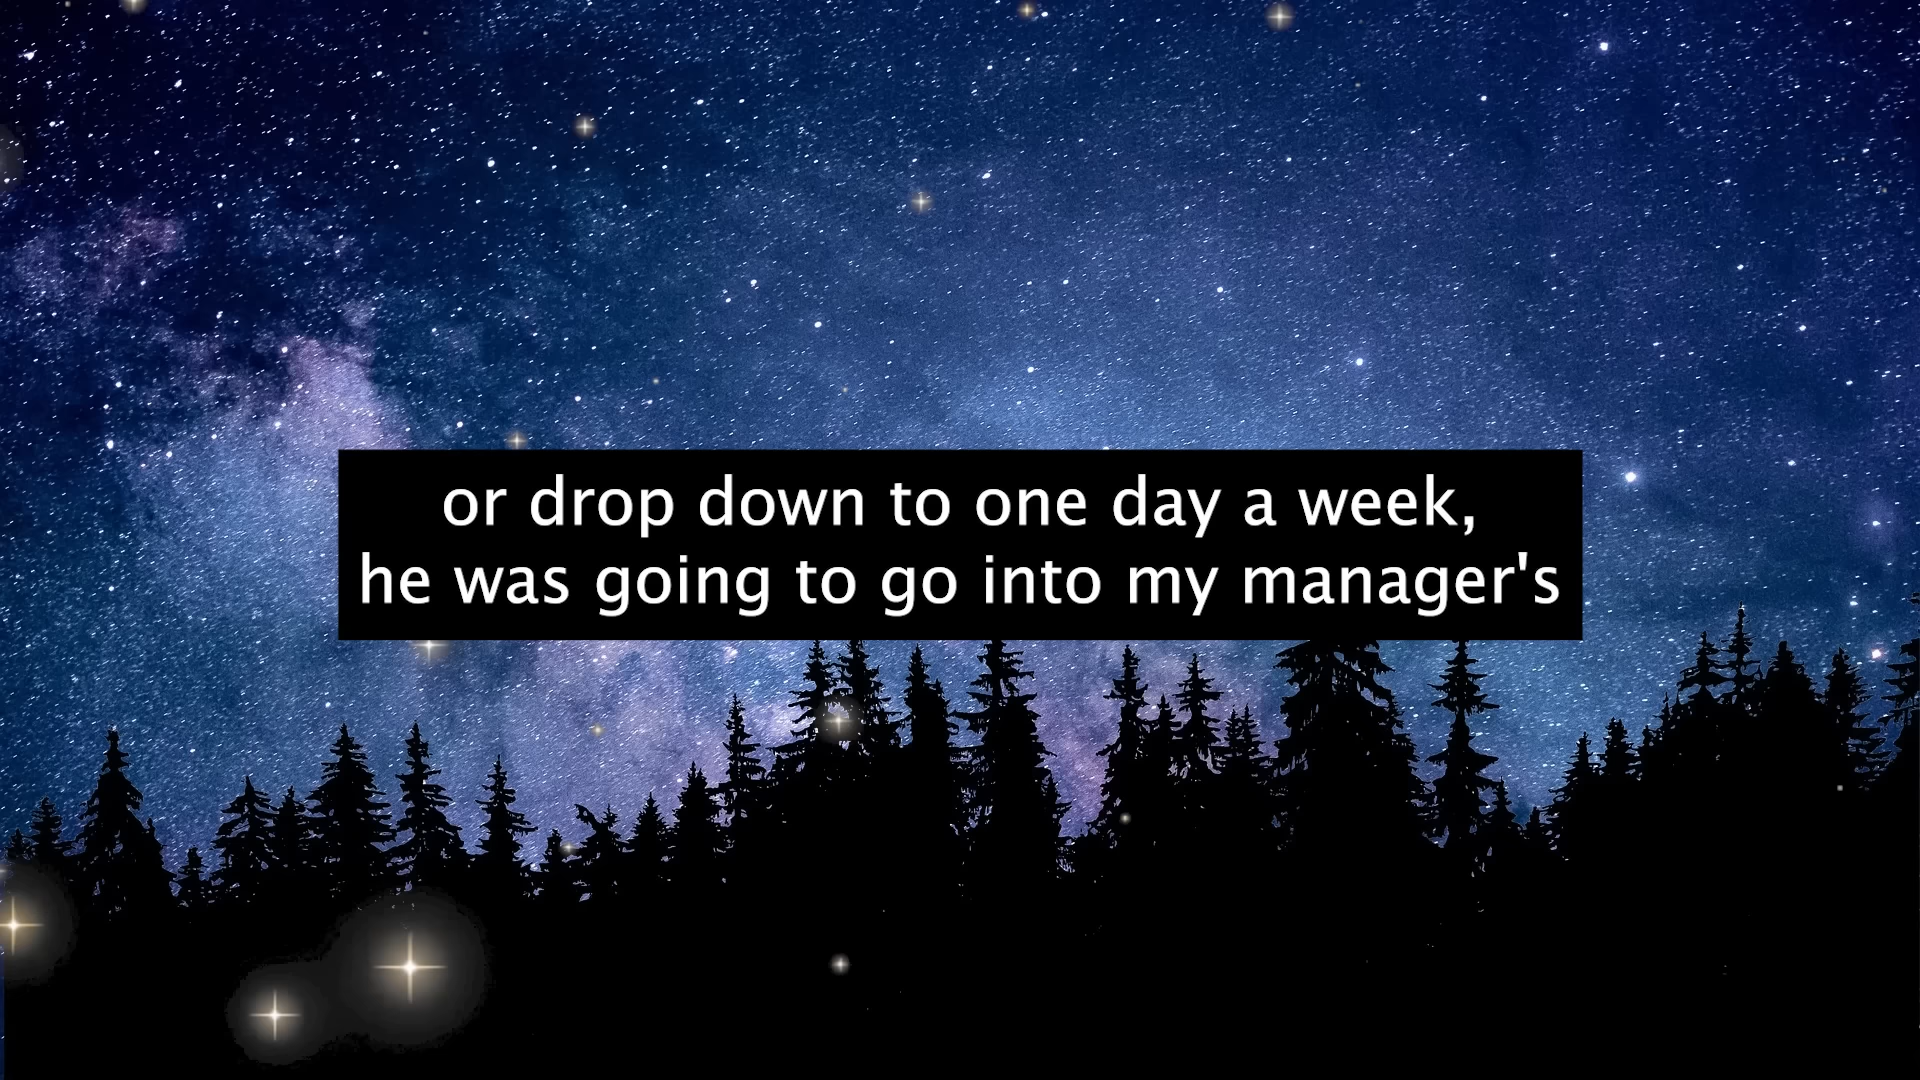 or drop down to one day a week,
he was going to go into my manager's